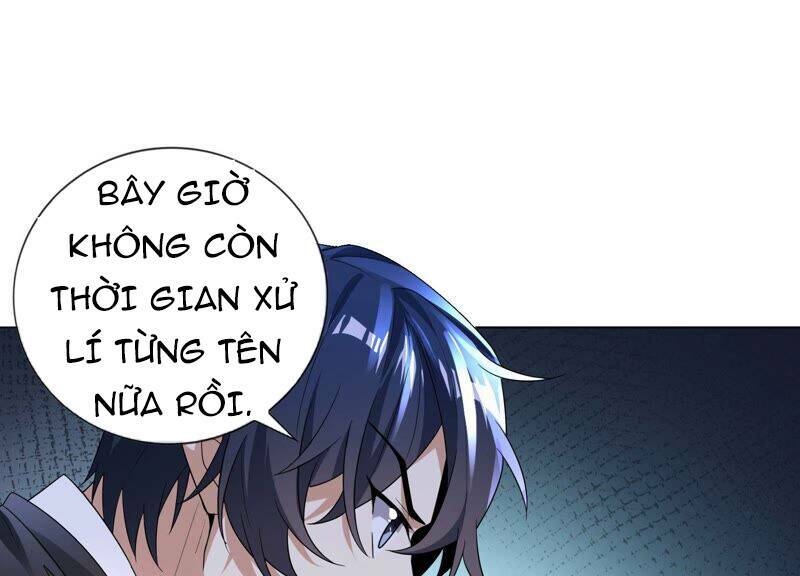 BÂY GIỜ
KHÔNG CÒN
THỜI GIAN XỬ
LÍ TỪNG TÊN
NỮA RỒI.